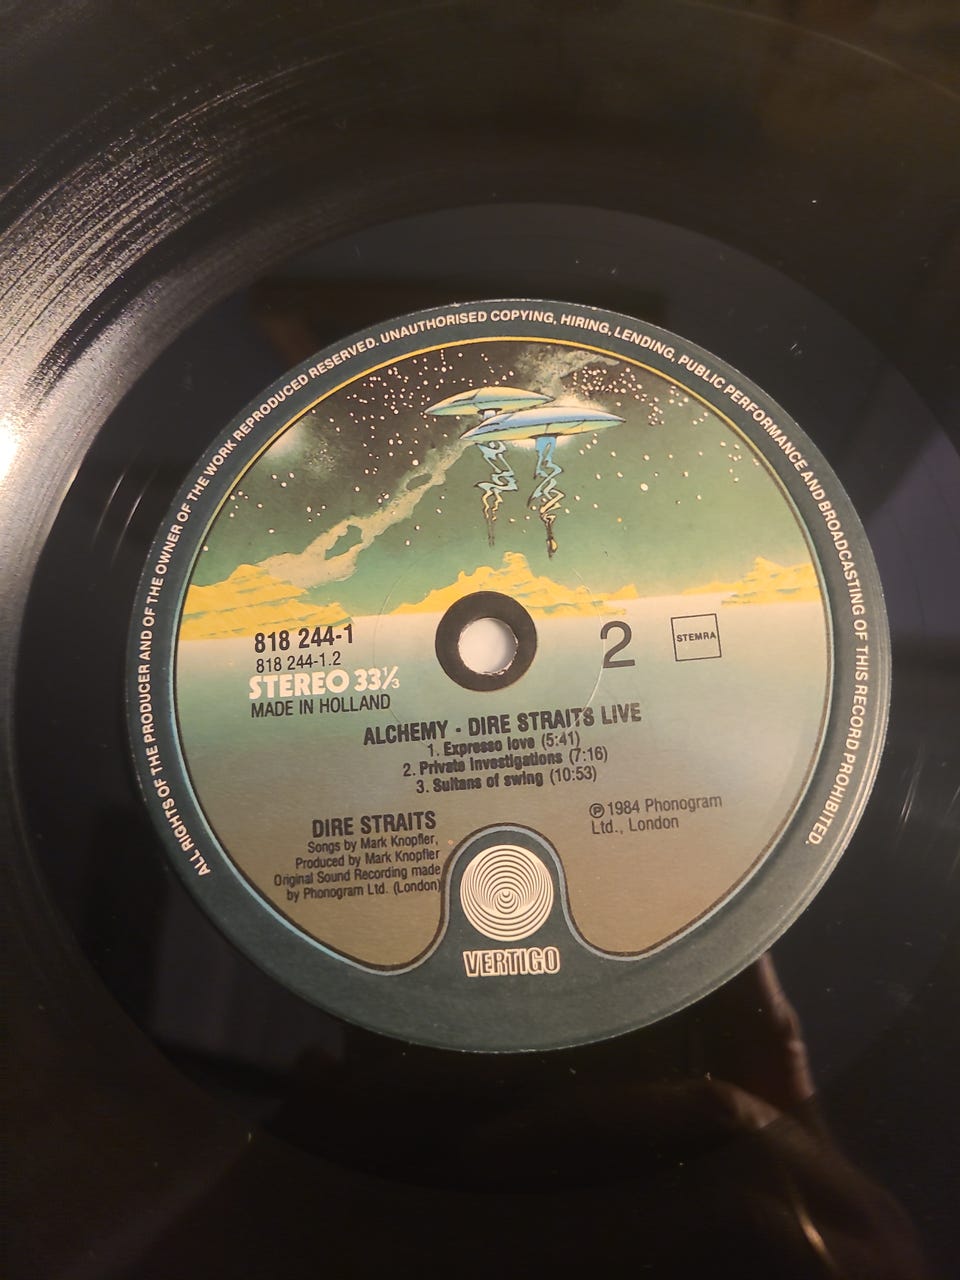 ALL RIGHTS OF THE PRODUCER AND OF THE OWNER OF THE WORK REPRODUCED RESERVED. UNAUTHORISED COPYING, HIRING, LENDING, PUBLIC PERFORMANCE AND BROADCASTING OF THIS RECORD PROHIBITED.
818 244-1
818 244-1.2
STEREO 33⅓
MADE IN HOLLAND
2
STEMRA
ALCHEMY - DIRE STRAITS LIVE
1. Expresso love (5:41)
2. Private Investigations (7:16)
3. Sultans of swing (10:53)
DIRE STRAITS
Songs by Mark Knopfler,
Produced by Mark Knopfler
Original Sound Recording made
by Phonogram Ltd. (London)
℗ 1984 Phonogram
Ltd., London
VERTIGO